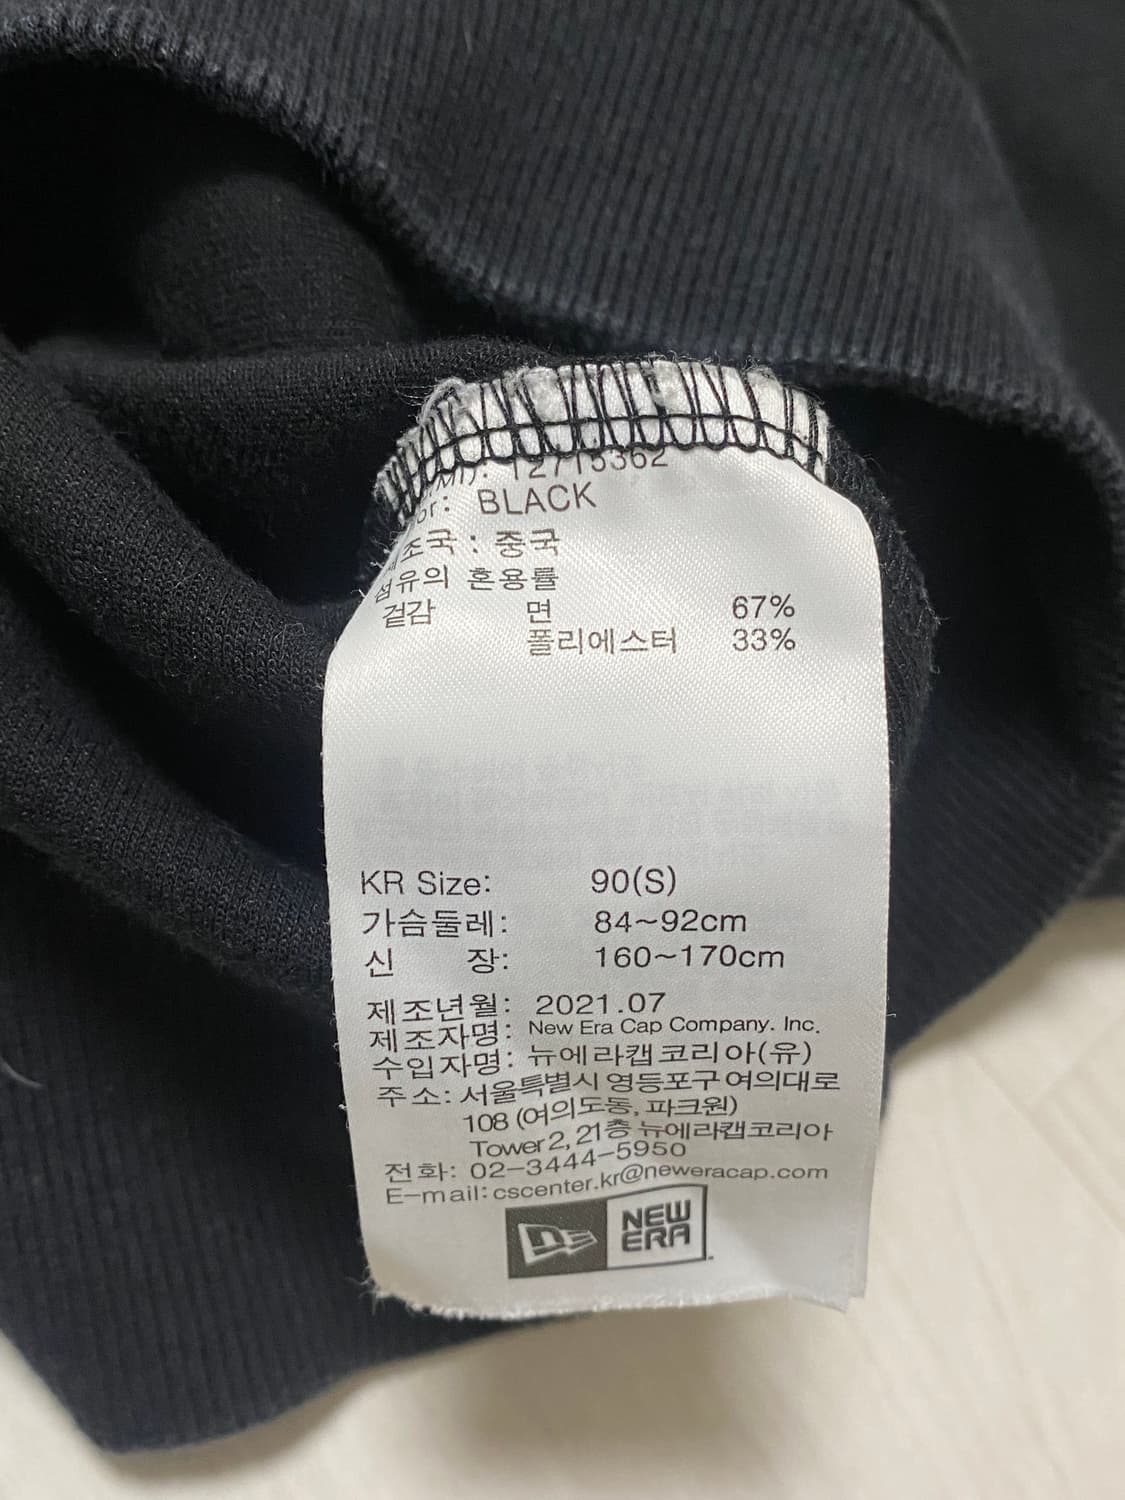 12715362
BLACK
제조국 : 중국
섬유의 혼용률
겉감 면 67%
폴리에스터 33%
KR Size: 90(S)
가슴둘레: 84~92cm
신 장: 160~170cm
제조년월: 2021.07
제조자명: New Era Cap Company. Inc.
수입자명: 뉴에라캡코리아(유)
주소: 서울특별시 영등포구 여의대로
108 (여의도동, 파크원)
Tower 2, 21층 뉴에라캡코리아
전화: 02-3444-5950
E-mail: cscenter.kr@neweracap.com
NEW
ERA